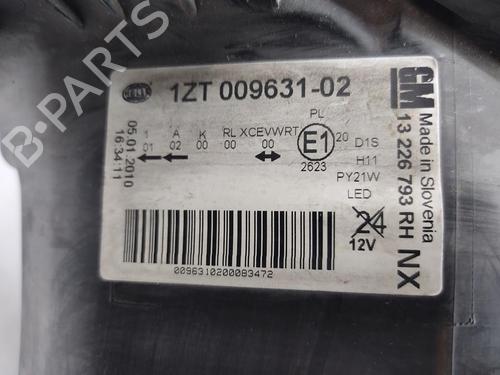 HELLA
1ZT 009631-02
05.01.2010
16:34:11
1 A K RL XCEVWRT
01 02 00 00 00
PL
E1 20
2623
D1S
H11
PY21W
LED
24
12V
0096310200083472
GM
Made in Slovenia
13 226 793 RH NX
B-PARTS